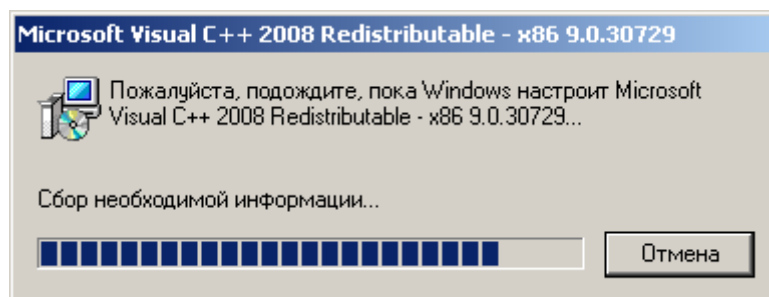 Microsoft Visual C++ 2008 Redistributable - x86 9.0.30729
Пожалуйста, подождите, пока Windows настроит Microsoft
Visual C++ 2008 Redistributable - x86 9.0.30729...
Сбор необходимой информации...
Отмена